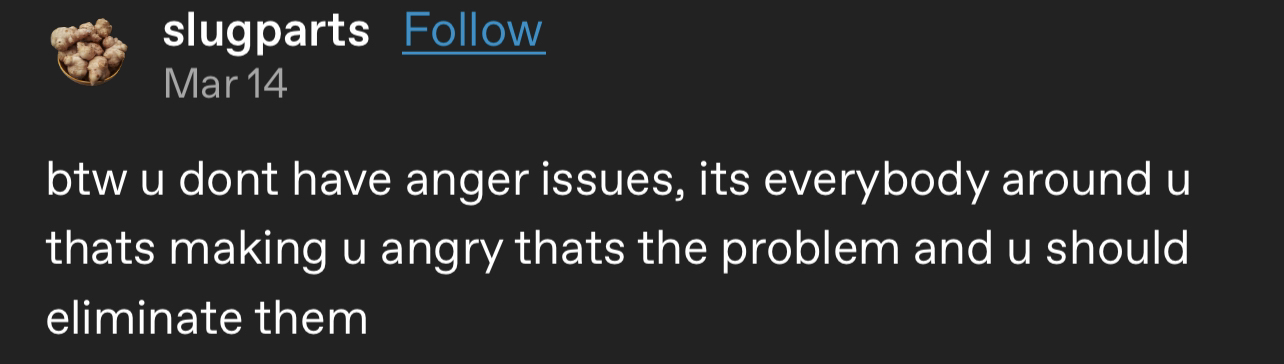 slugparts Follow
Mar 14
btw u dont have anger issues, its everybody around u
thats making u angry thats the problem and u should
eliminate them